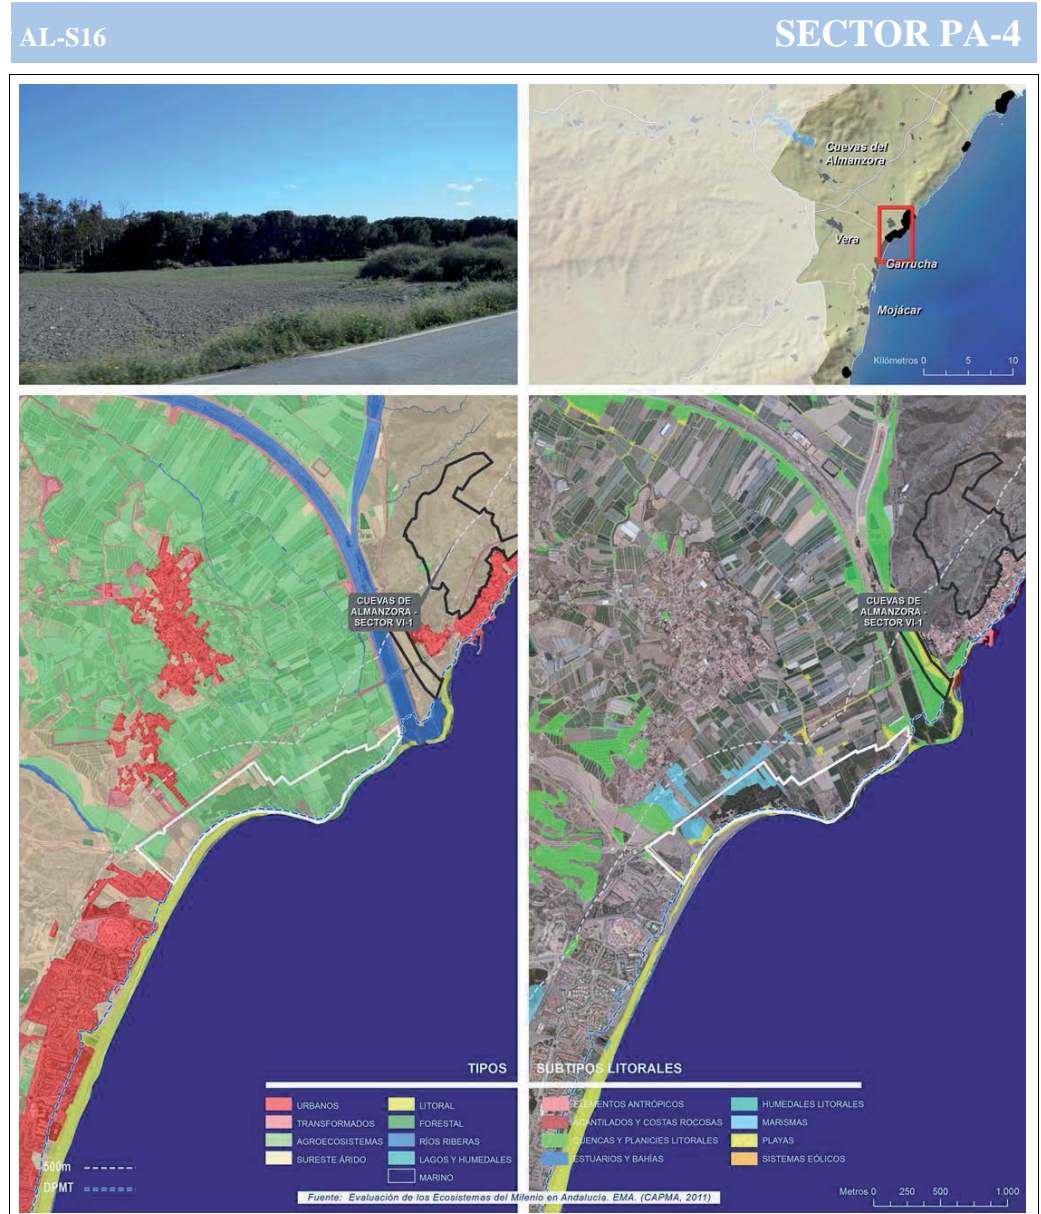 AL-S16
SECTOR PA-4
Cuevas del
Almanzora
Vera
Garrucha
Mojácar
Kilómetros 0 5 10
CUEVAS DE
ALMANZORA -
SECTOR VI-1
CUEVAS DE
ALMANZORA -
SECTOR VI-1
TIPOS
URBANOS
TRANSFORMADOS
AGROECOSISTEMAS
SURESTE ÁRIDO
LITORAL
FORESTAL
RÍOS RIBERAS
LAGOS Y HUMEDALES
MARINO
500m
DPMT
SUBTIPOS LITORALES
ELEMENTOS ANTRÓPICOS
ACANTILADOS Y COSTAS ROCOSAS
CUENCAS Y PLANICIES LITORALES
ESTUARIOS Y BAHÍAS
HUMEDALES LITORALES
MARISMAS
PLAYAS
SISTEMAS EÓLICOS
Metros 0 250 500 1.000
Fuente: Evaluación de los Ecosistemas del Milenio en Andalucía. EMA. (CAPMA, 2011)